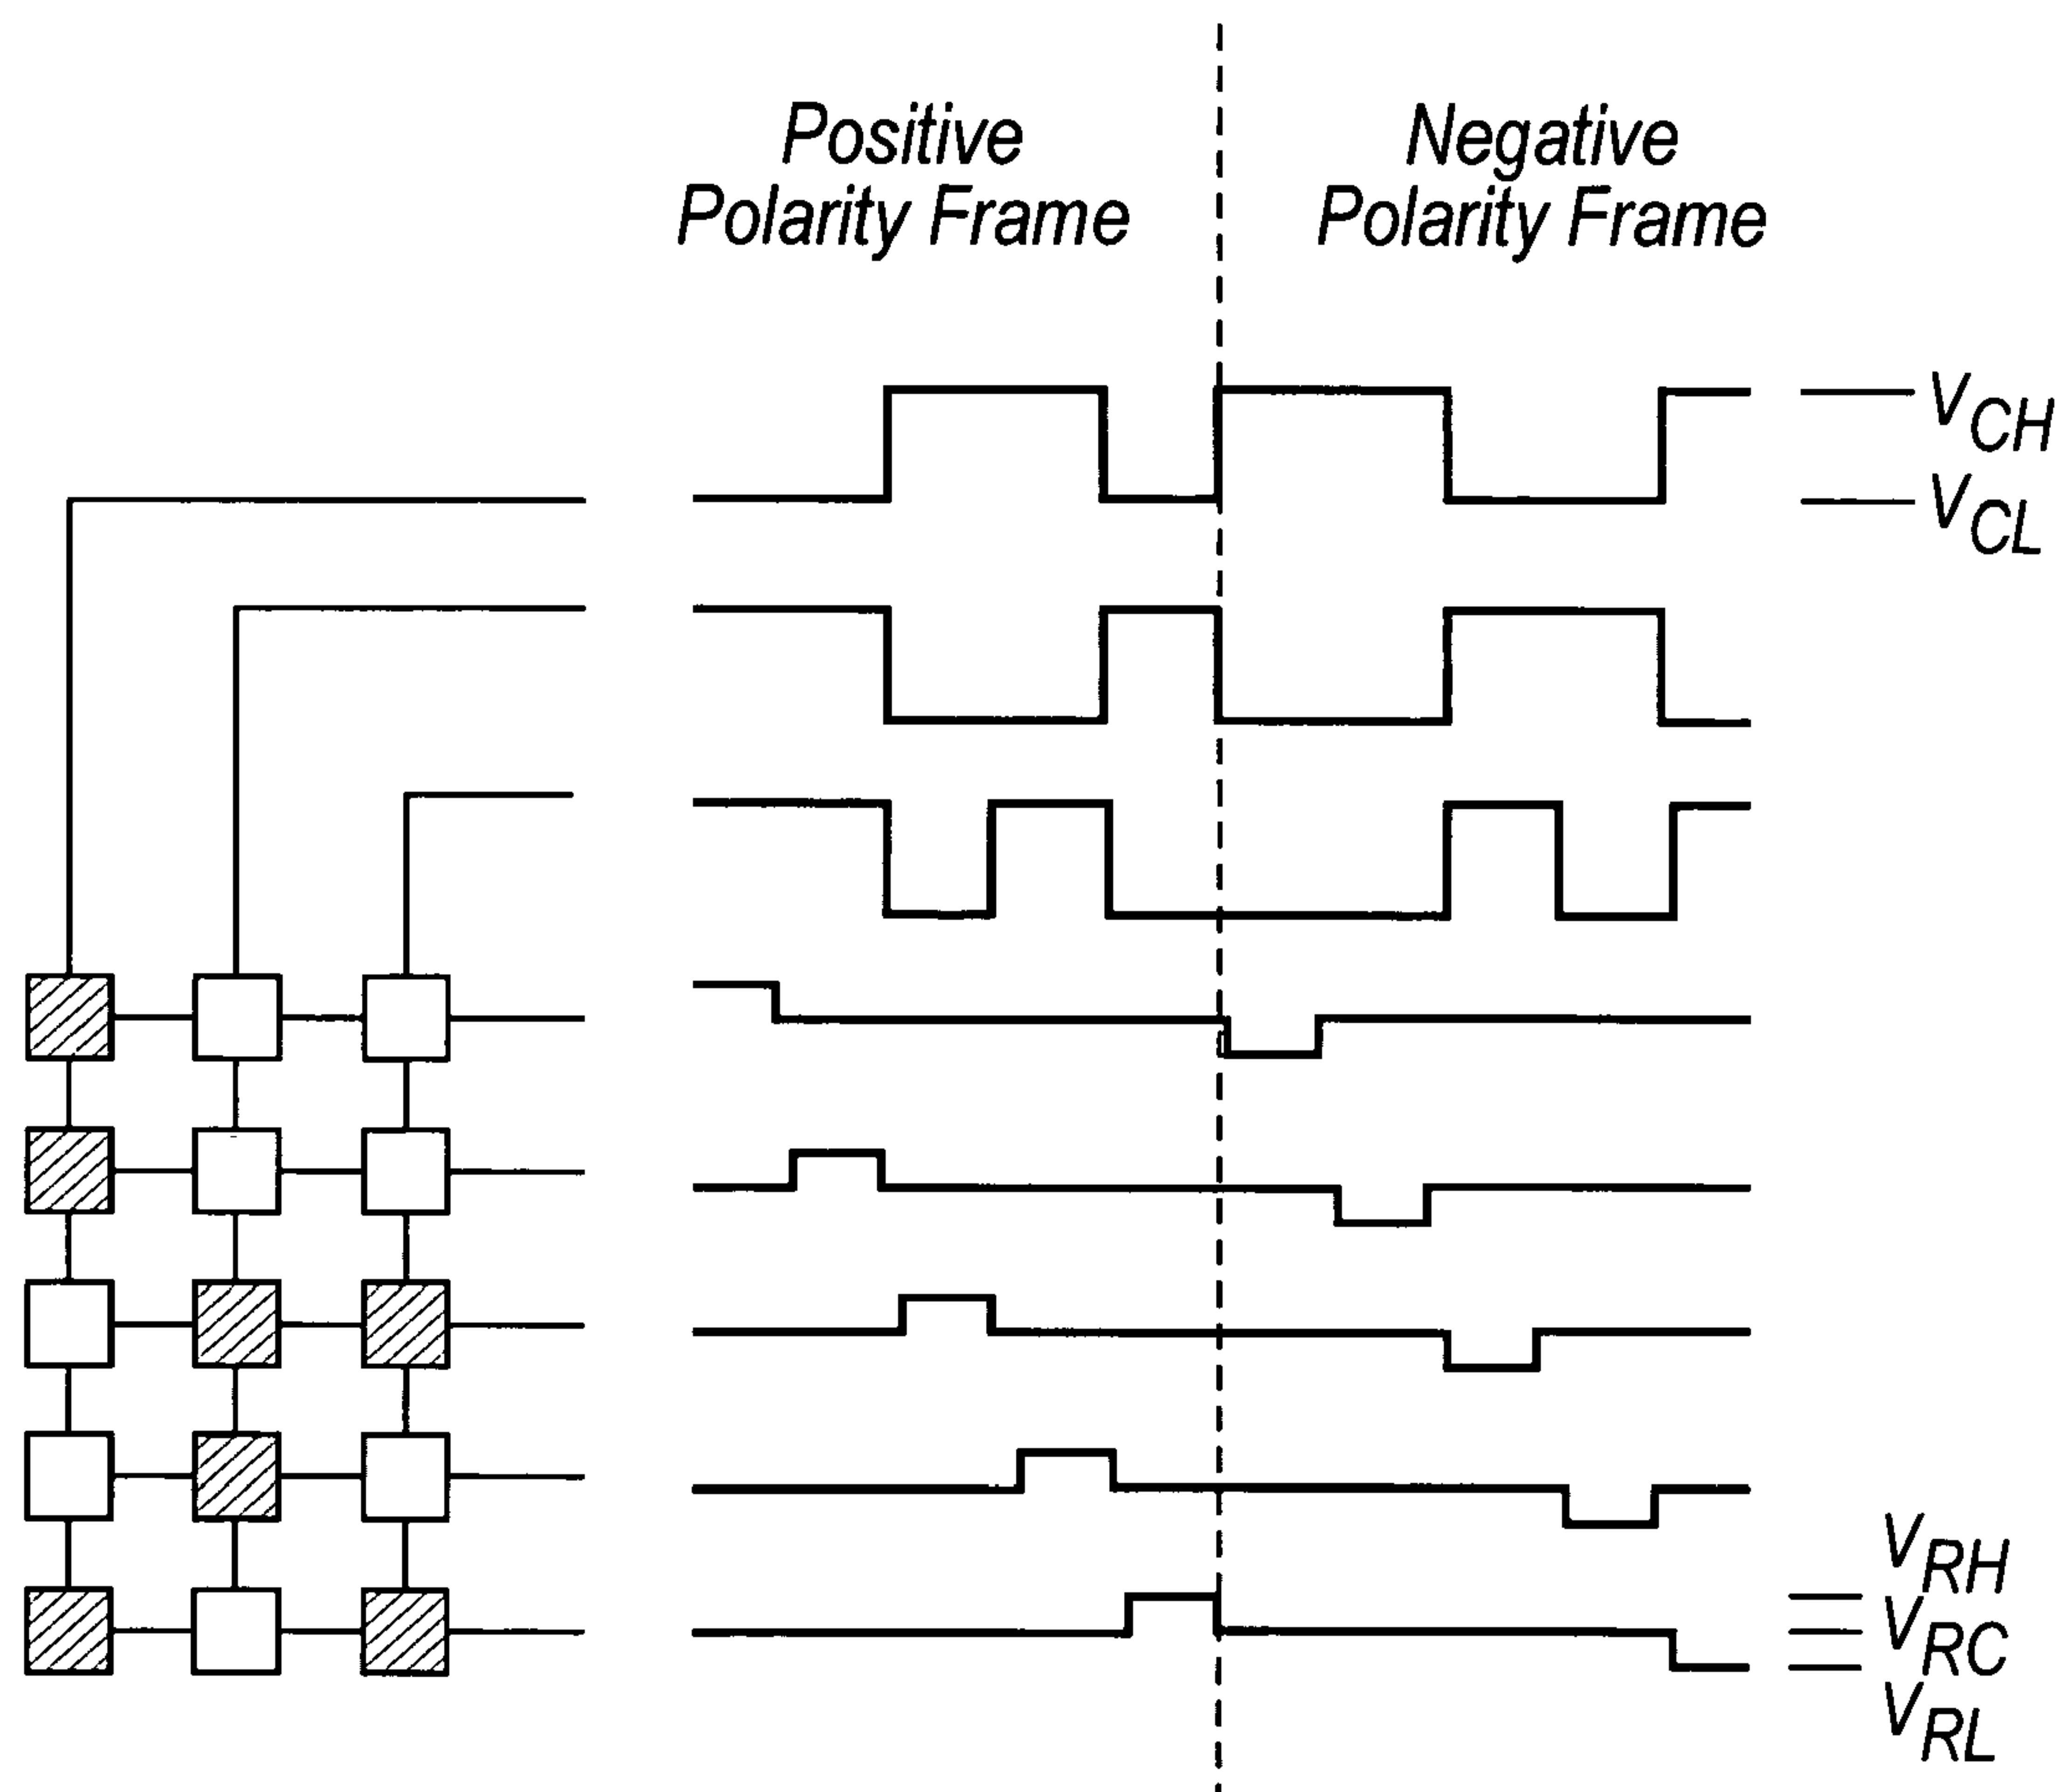 Positive
Polarity Frame
Negative
Polarity Frame
VCH
VCL
VRH
VRC
VRL